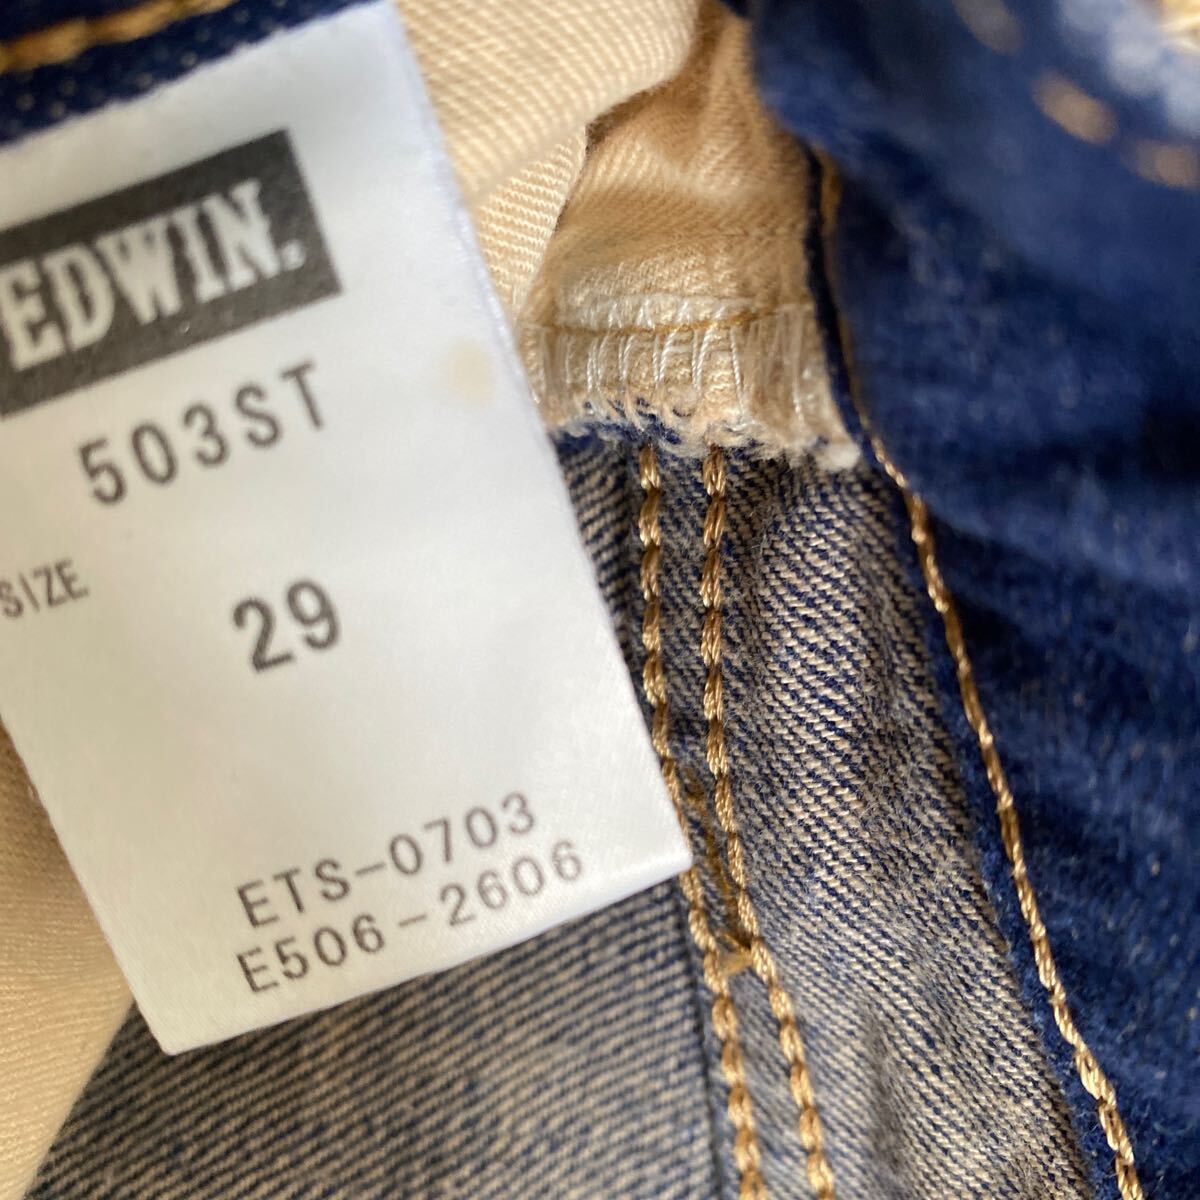 EDWIN.
503ST
SIZE
29
ETS-0703
E506-2606